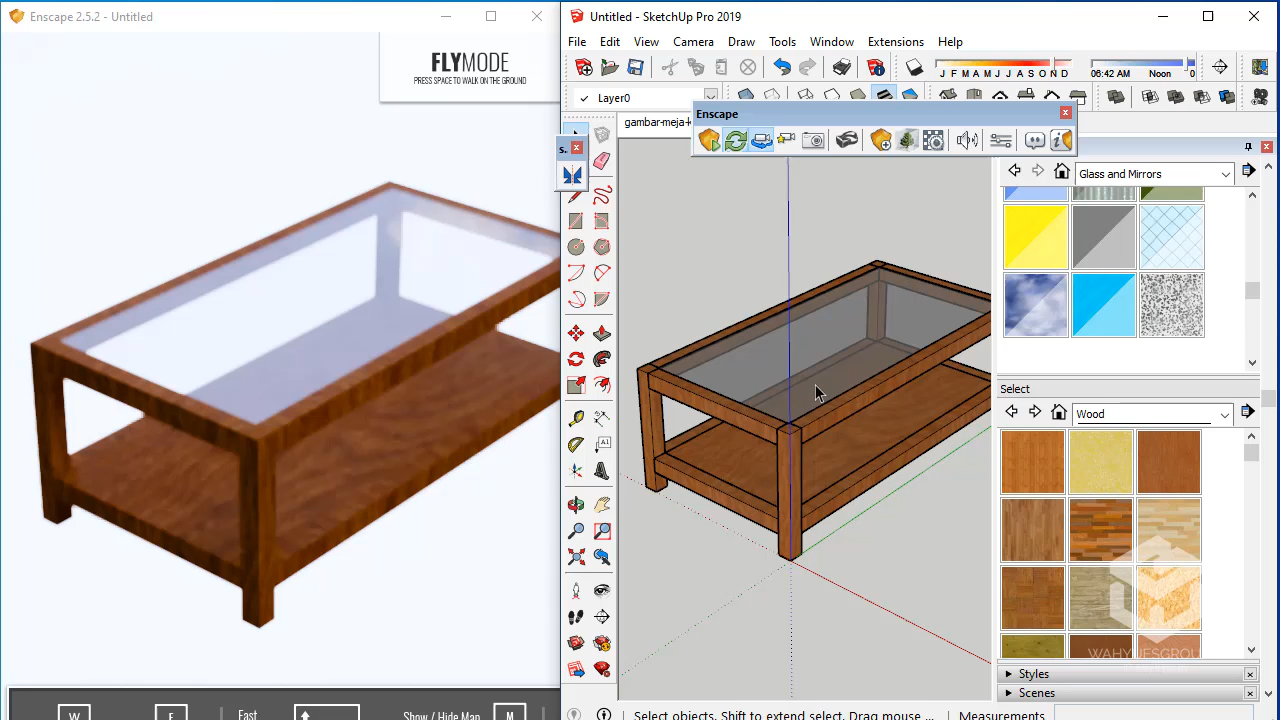 Enscape 2.5.2 - Untitled
FLYMODE
PRESS SPACE TO WALK ON THE GROUND
W
Fast
Show / Hide Map
M
Untitled - SketchUp Pro 2019
File Edit View Camera Draw Tools Window Extensions Help
J F M A M J J A S O N D
06:42 AM Noon
Layer0
Enscape
s.
gambar-meja
A1
Glass and Mirrors
Select
Wood
WAHYUESGROU
Styles
Scenes
Select objects. Shift to extend select. Drag mouse ...
Measurements